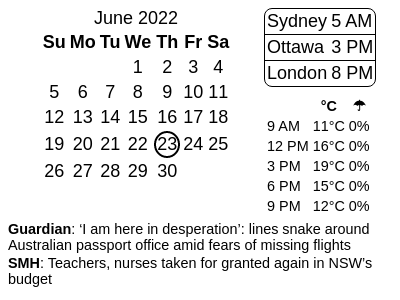 June 2022
Su Mo Tu We Th Fr Sa
1 2 3 4
5 6 7 8 9 10 11
12 13 14 15 16 17 18
19 20 21 22 23 24 25
26 27 28 29 30
Sydney 5 AM
Ottawa 3 PM
London 8 PM
°C ☂
9 AM 11°C 0%
12 PM 16°C 0%
3 PM 19°C 0%
6 PM 15°C 0%
9 PM 12°C 0%
Guardian: ‘I am here in desperation’: lines snake around
Australian passport office amid fears of missing flights
SMH: Teachers, nurses taken for granted again in NSW’s
budget